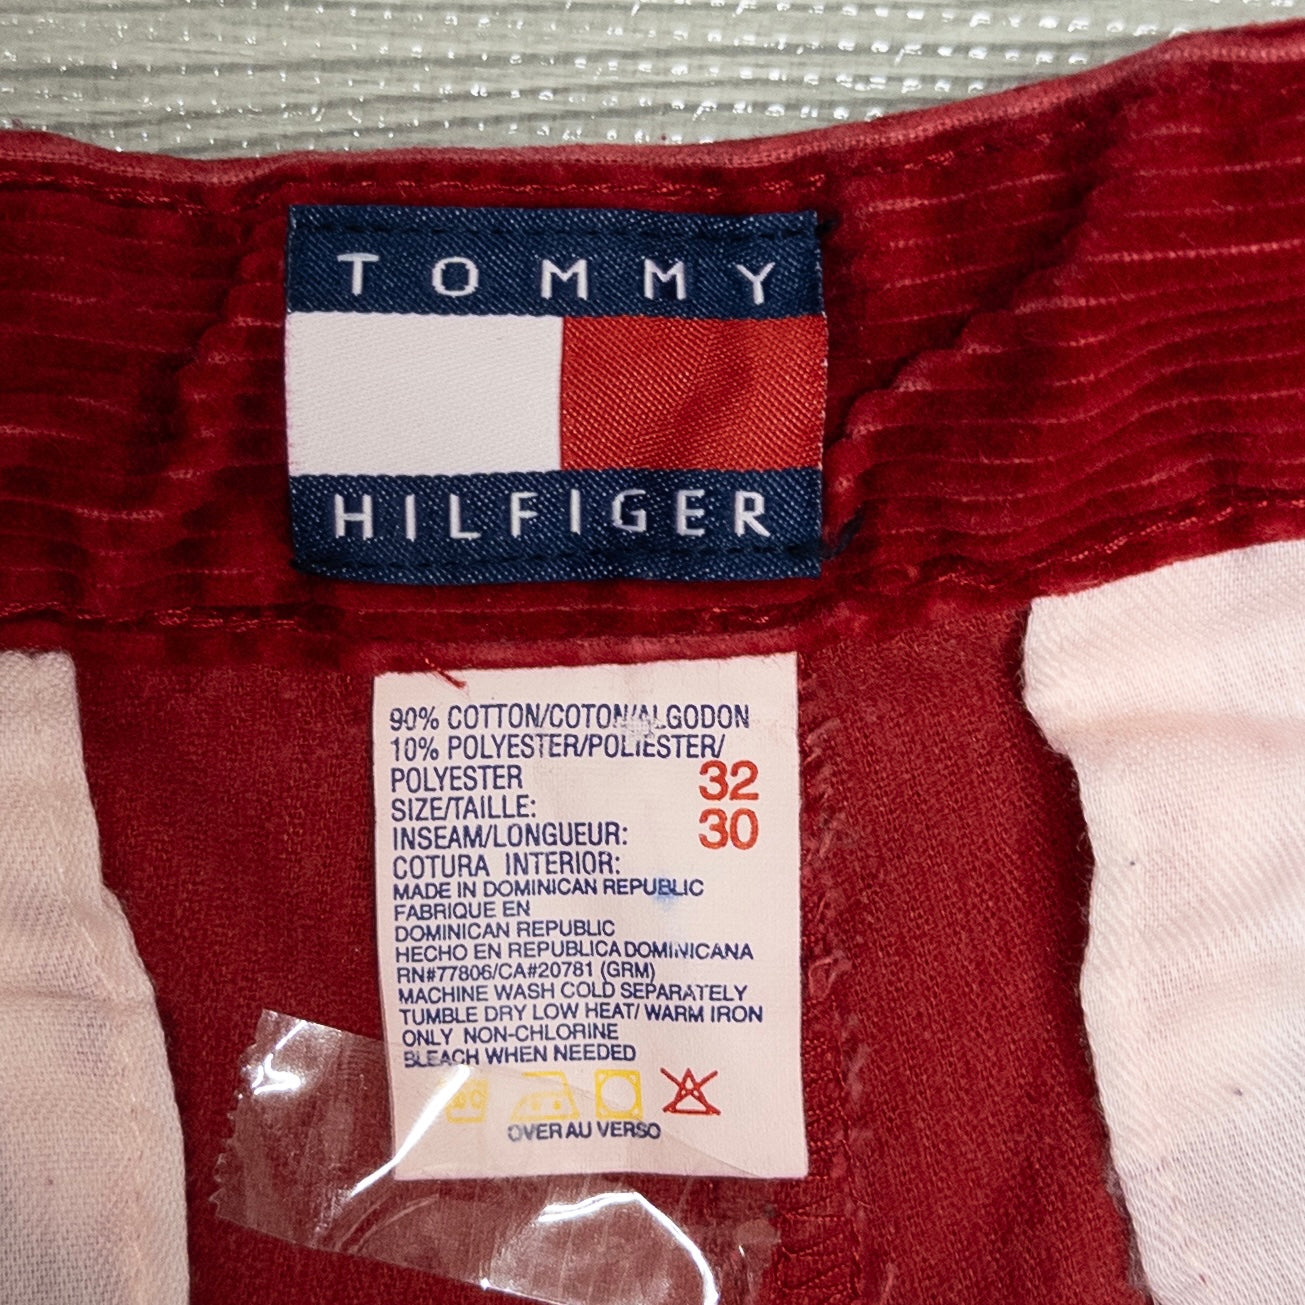 TOMMY
HILFIGER
90% COTTON/COTON/ALGODON
10% POLYESTER/POLIESTER/
POLYESTER
32
SIZE/TAILLE:
30
INSEAM/LONGUEUR:
COTURA INTERIOR:
MADE IN DOMINICAN REPUBLIC
FABRIQUE EN
DOMINICAN REPUBLIC
HECHO EN REPUBLICA DOMINICANA
RN#77806/CA#20781 (GRM)
MACHINE WASH COLD SEPARATELY
TUMBLE DRY LOW HEAT/ WARM IRON
ONLY NON-CHLORINE
BLEACH WHEN NEEDED
OVER AU VERSO